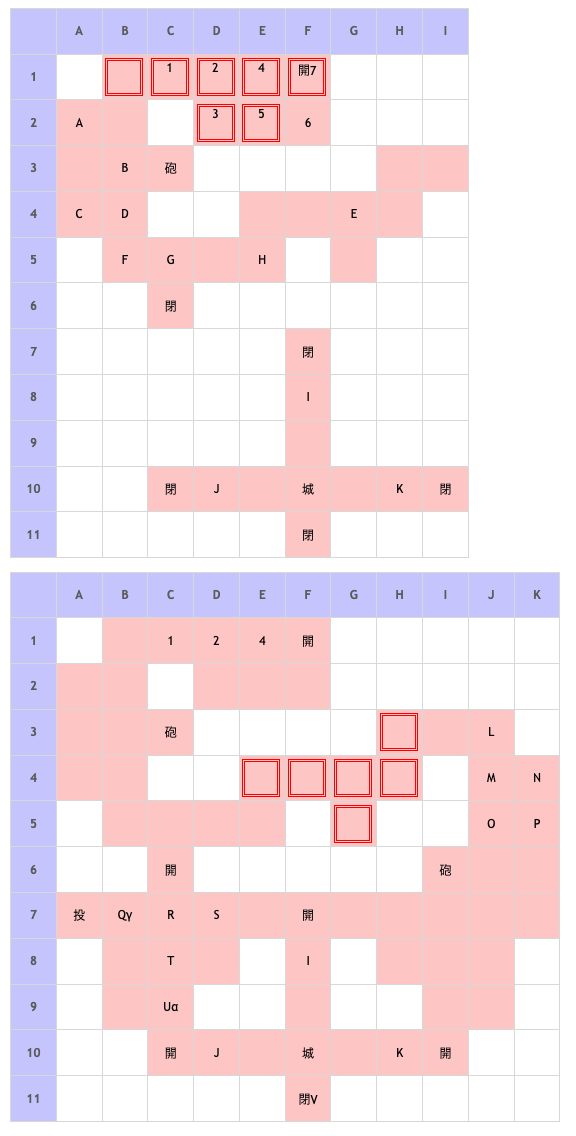 A B C D E F G H I
1 1 2 4 開7
2 A 3 5 6
3 B 砲
4 C D E
5 F G H
6 閉
7 閉
8 I
9
10 閉 J 城 K 閉
11 閉
A B C D E F G H I J K
1 1 2 4 開
2
3 砲 L
4 M N
5 O P
6 開 砲
7 投 Qγ R S 開
8 T I
9 Uα
10 開 J 城 K 開
11 閉V